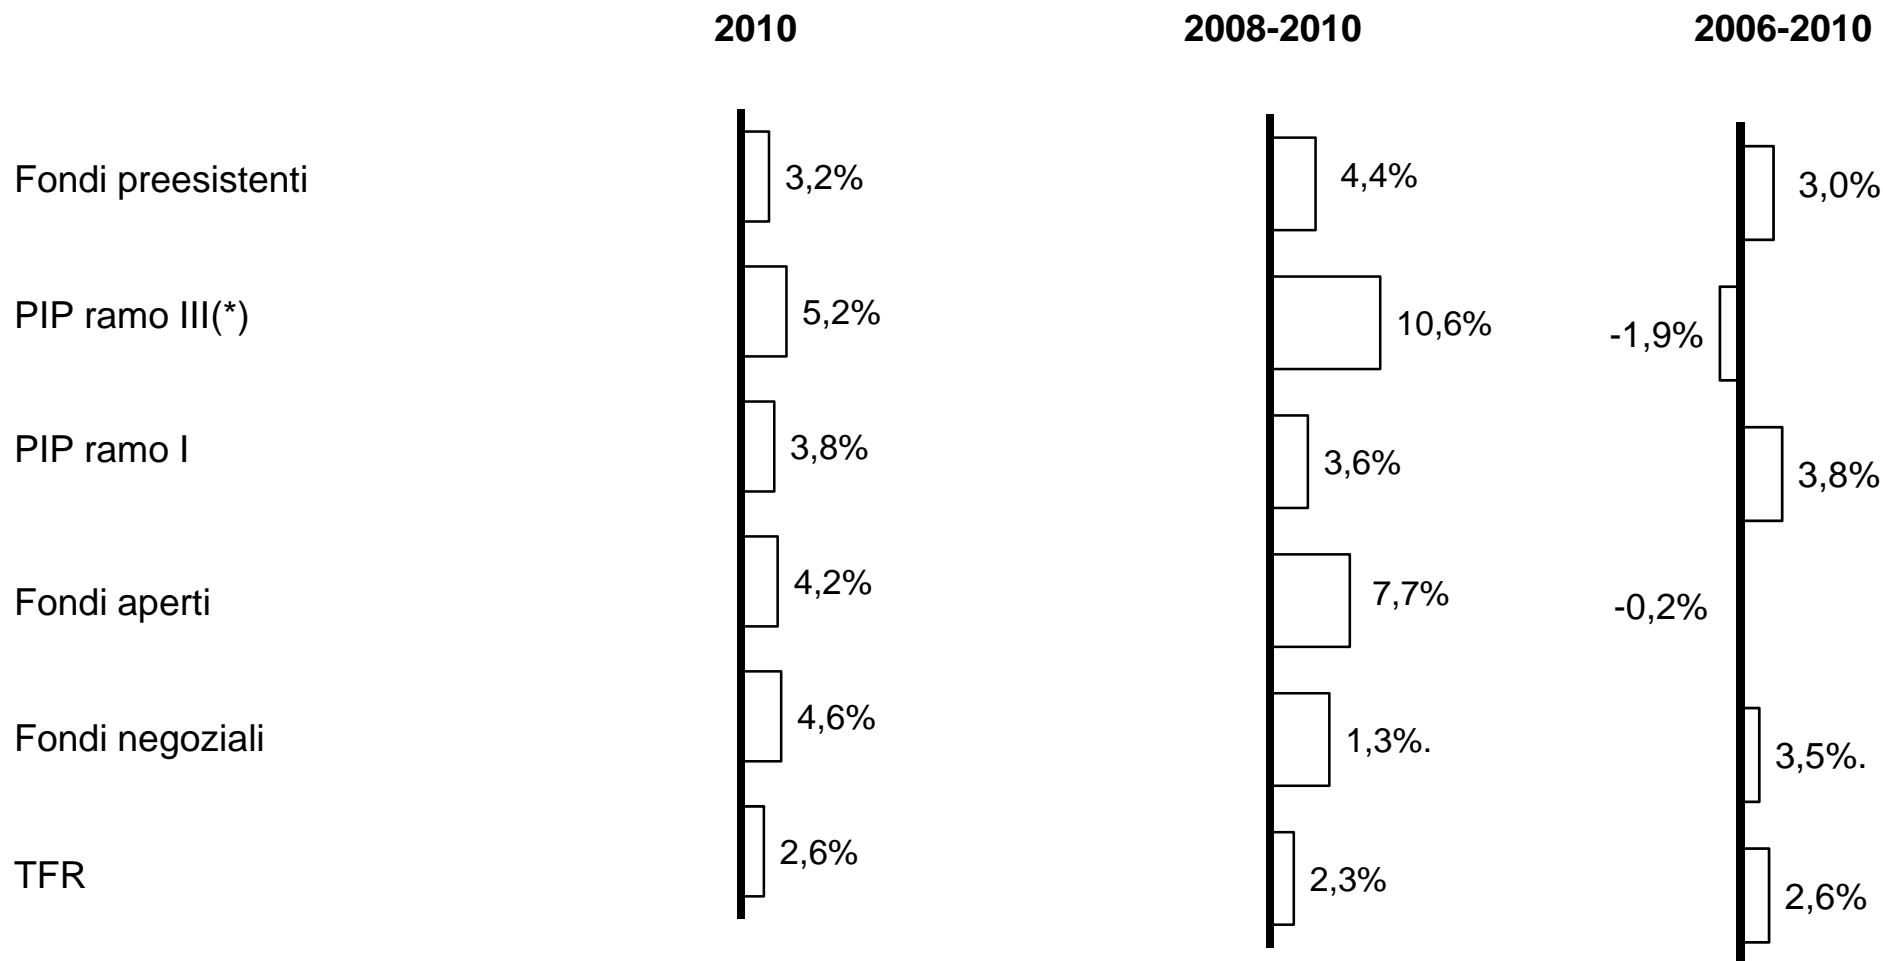 2010 2008-2010 2006-2010
Fondi preesistenti 3,2% 4,4% 3,0%
PIP ramo III(*) 5,2% 10,6% -1,9%
PIP ramo I 3,8% 3,6% 3,8%
Fondi aperti 4,2% 7,7% -0,2%
Fondi negoziali 4,6% 1,3%. 3,5%.
TFR 2,6% 2,3% 2,6%